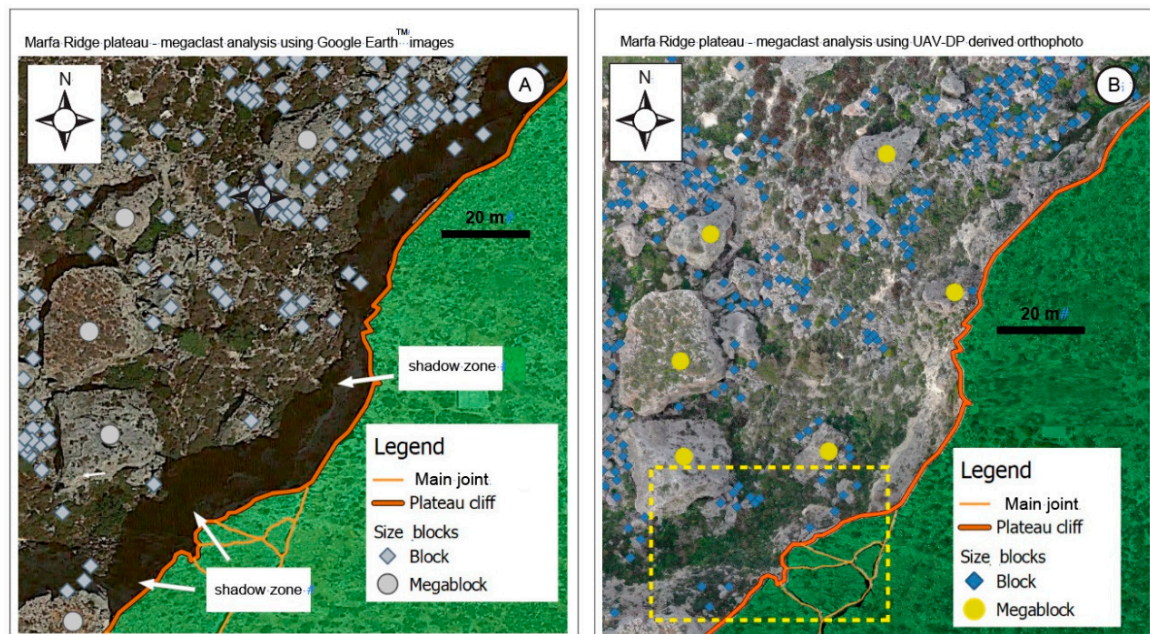 Marfa Ridge plateau - megaclast analysis using Google Earth™ images
N
A
20 m
shadow zone
shadow zone
Legend
Main joint
Plateau cliff
Size blocks
Block
Megablock
Marfa Ridge plateau - megaclast analysis using UAV-DP derived orthophoto
N
B
20 m
Legend
Main joint
Plateau cliff
Size blocks
Block
Megablock